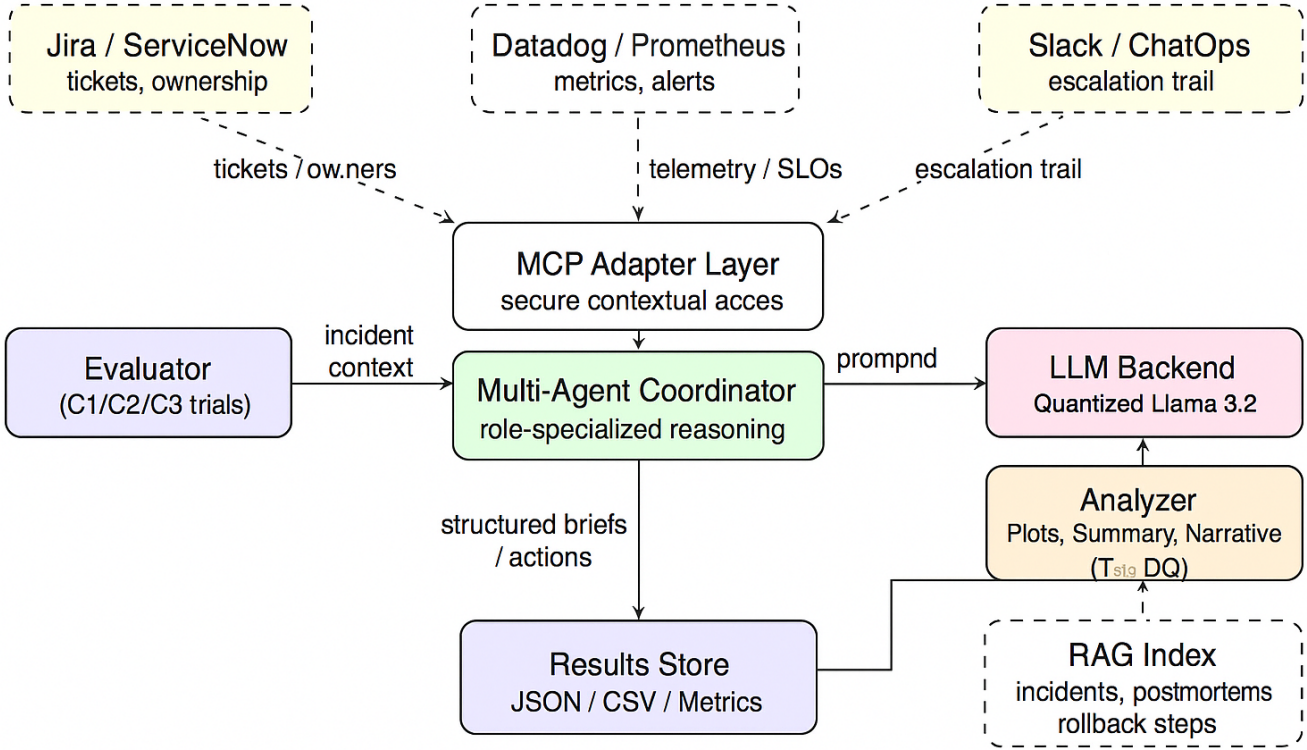 Jira / ServiceNow
tickets, ownership
Datadog / Prometheus
metrics, alerts
Slack / ChatOps
escalation trail
tickets / ow.ners
telemetry / SLOs
escalation trail
MCP Adapter Layer
secure contextual acces
Evaluator
(C1/C2/C3 trials)
incident
context
Multi-Agent Coordinator
role-specialized reasoning
prompnd
LLM Backend
Quantized Llama 3.2
structured briefs
/ actions
Analyzer
Plots, Summary, Narrative
(Tsig DQ)
Results Store
JSON / CSV / Metrics
RAG Index
incidents, postmortems
rollback steps